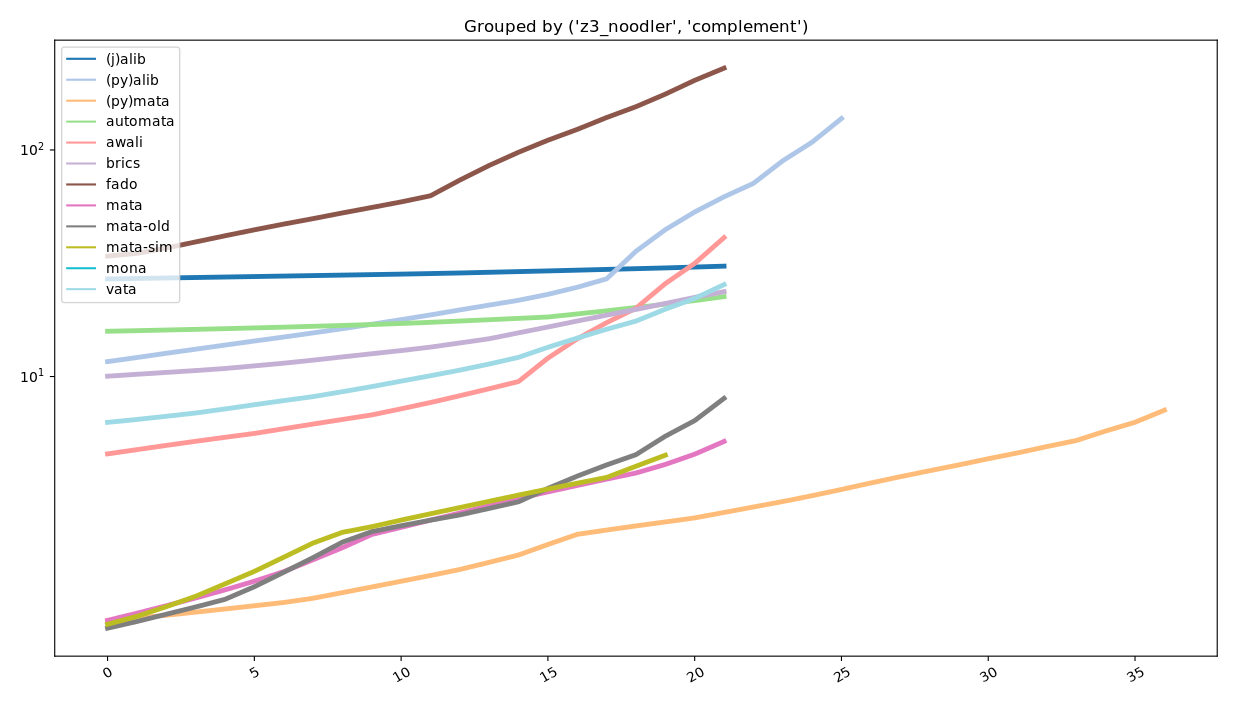 Grouped by ('z3_noodler', 'complement')
(j)alib
(py)alib
(py)mata
automata
awali
brics
fado
mata
mata-old
mata-sim
mona
vata
10²
10¹
0
5
10
15
20
25
30
35